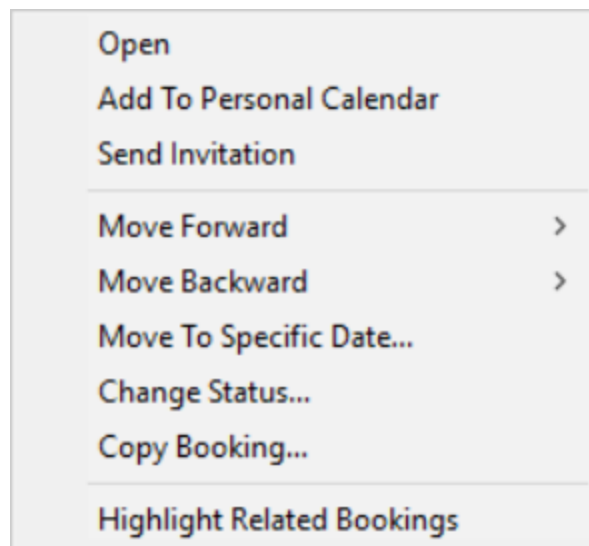 Open
Add To Personal Calendar
Send Invitation
Move Forward
Move Backward
Move To Specific Date...
Change Status...
Copy Booking...
Highlight Related Bookings